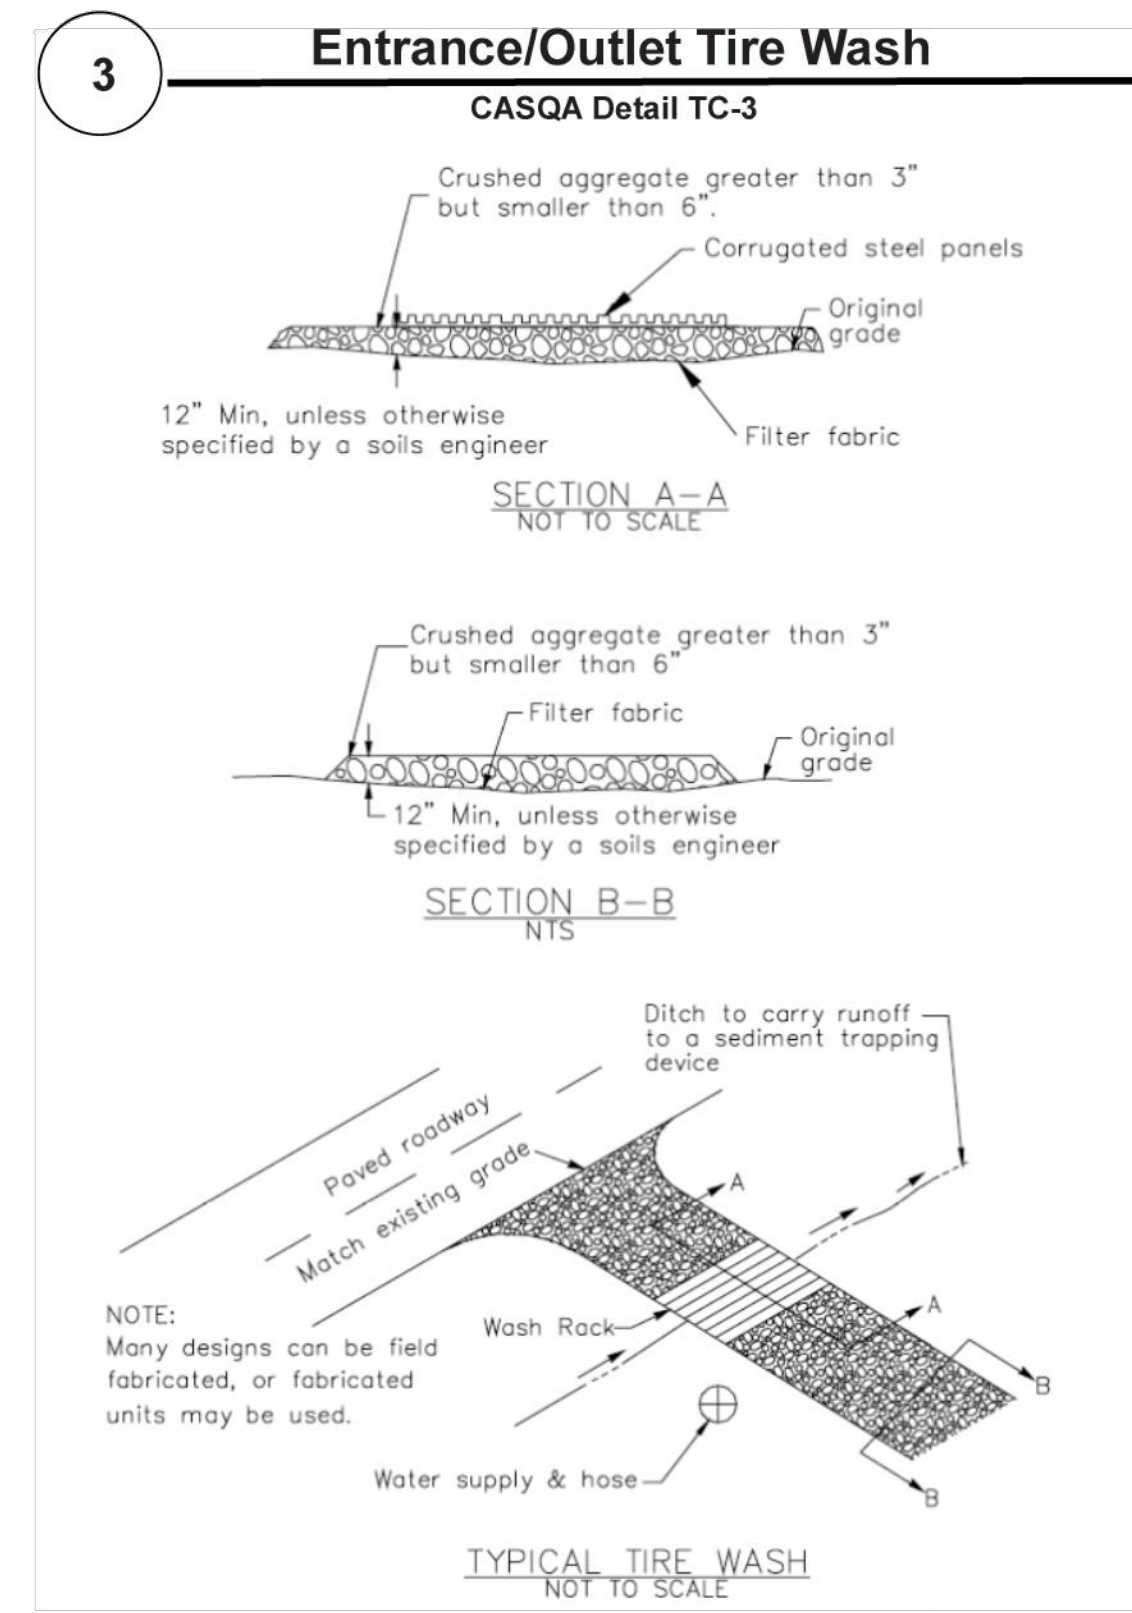 3
Entrance/Outlet Tire Wash
CASQA Detail TC-3
Crushed aggregate greater than 3"
but smaller than 6".
Corrugated steel panels
Original
grade
12" Min, unless otherwise
specified by a soils engineer
Filter fabric
SECTION A-A
NOT TO SCALE
Crushed aggregate greater than 3"
but smaller than 6"
Filter fabric
Original
grade
12" Min, unless otherwise
specified by a soils engineer
SECTION B-B
NTS
Ditch to carry runoff
to a sediment trapping
device
Paved roadway
Match existing grade
A
A
B
B
Wash Rack
NOTE:
Many designs can be field
fabricated, or fabricated
units may be used.
Water supply & hose
TYPICAL TIRE WASH
NOT TO SCALE